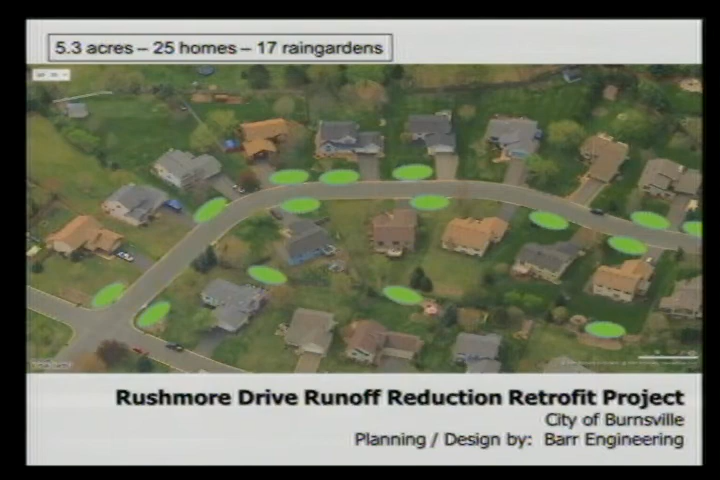 5.3 acres – 25 homes – 17 raingardens
Rushmore Drive Runoff Reduction Retrofit Project
City of Burnsville
Planning / Design by: Barr Engineering